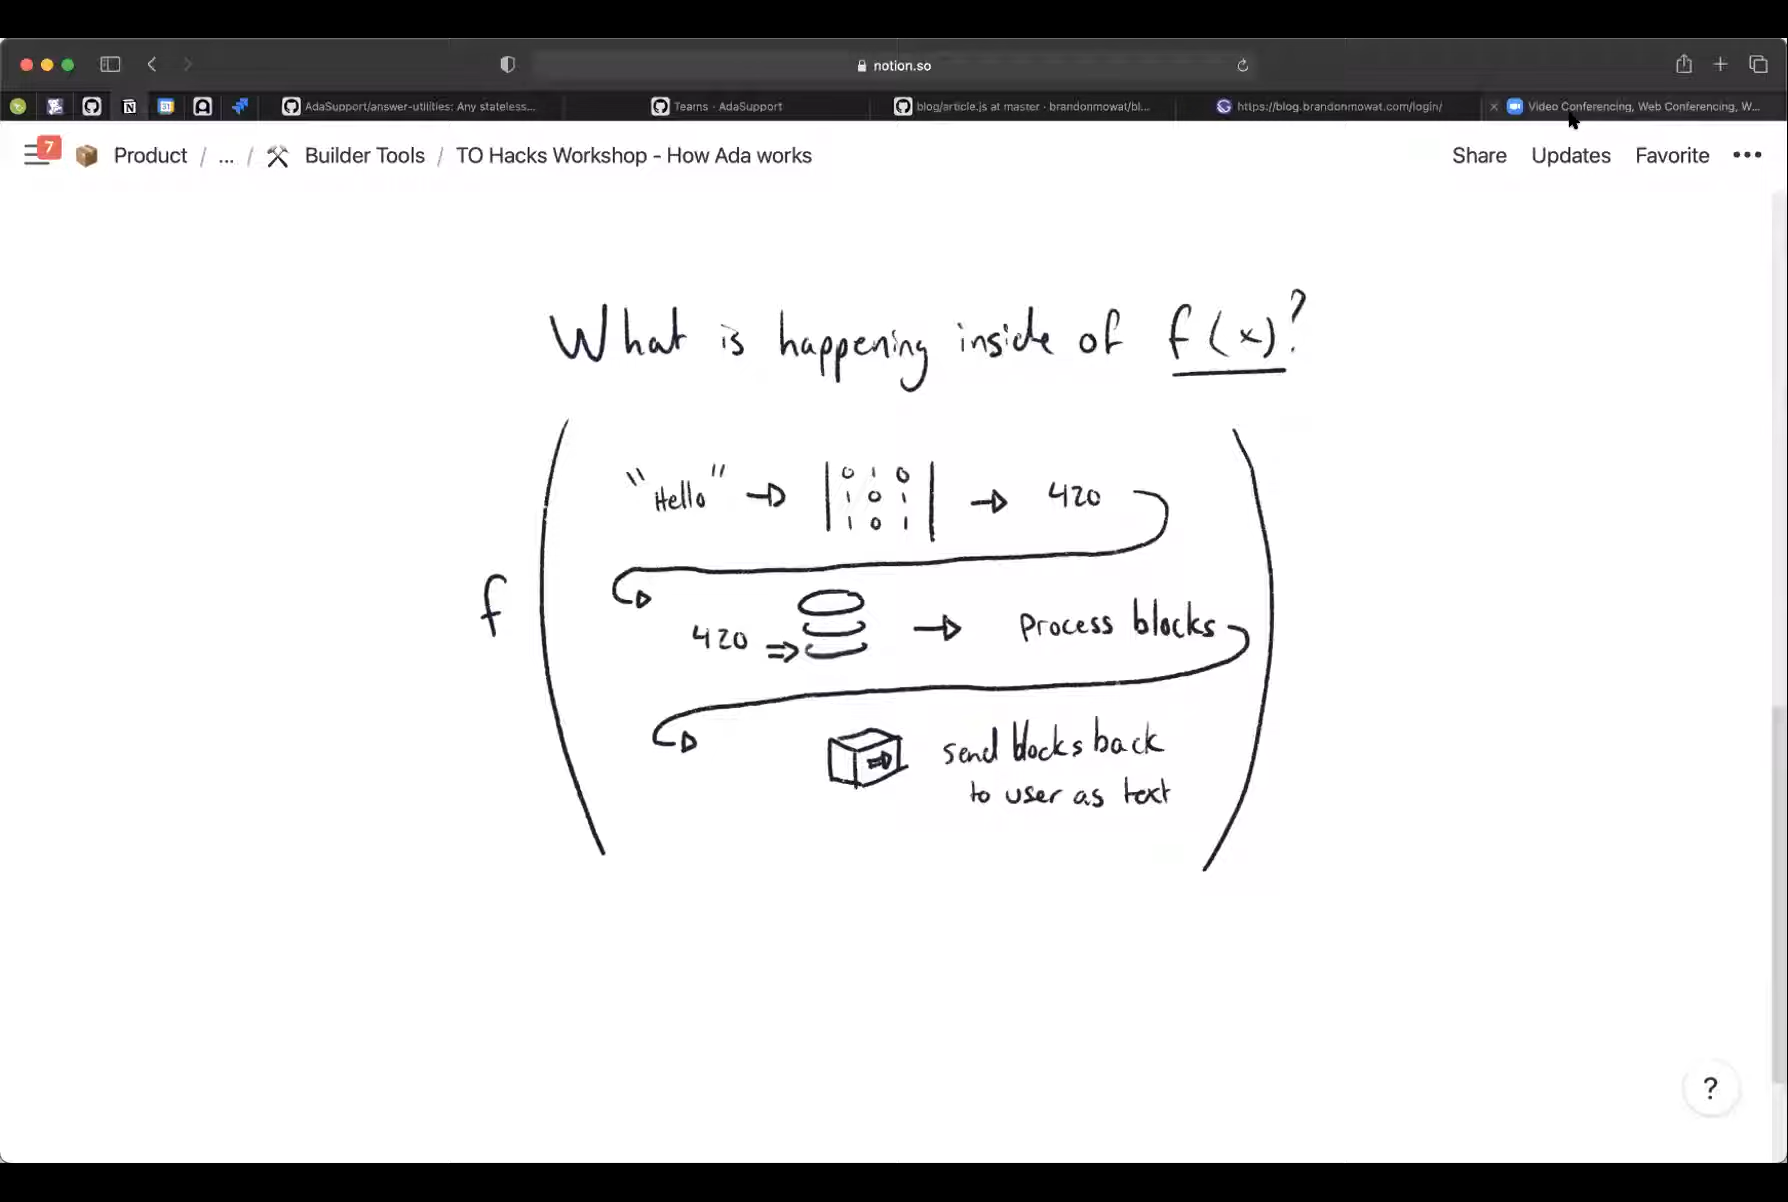 notion.so
AdaSupport/answer-utilities: Any stateless...
Teams · AdaSupport
blog/article.js at master · brandonmowat/bl...
https://blog.brandonmowat.com/login/
Video Conferencing, Web Conferencing, W...
7
Product / ... / Builder Tools / TO Hacks Workshop - How Ada works
Share Updates Favorite •••
What is happening inside of f(x)?
"Hello" → | 0 1 0 | → 420
1 0 1
1 0 1
f
420 ⇒ → Process blocks
send blocks back
to user as text
?